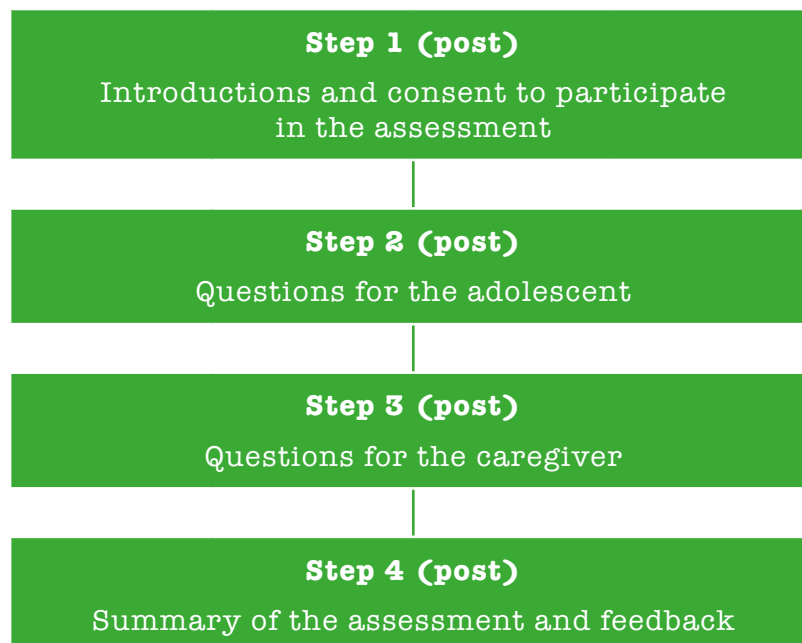 Step 1 (post)
Introductions and consent to participate
in the assessment
Step 2 (post)
Questions for the adolescent
Step 3 (post)
Questions for the caregiver
Step 4 (post)
Summary of the assessment and feedback